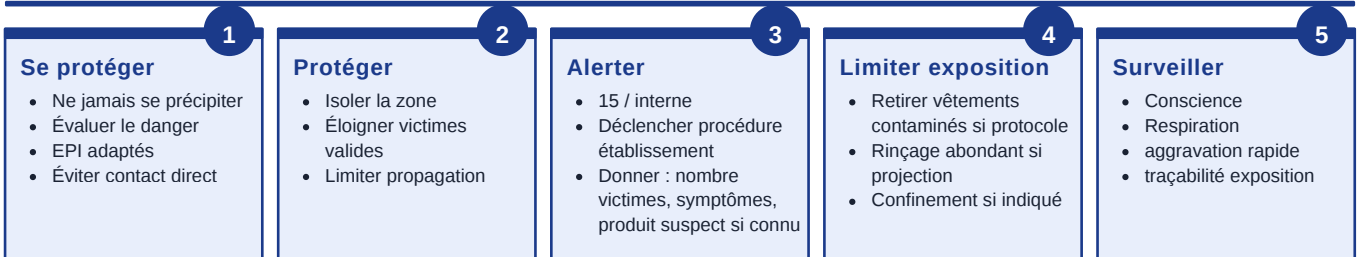 1
Se protéger
Ne jamais se précipiter
Évaluer le danger
EPI adaptés
Éviter contact direct
2
Protéger
Isoler la zone
Éloigner victimes
valides
Limiter propagation
3
Alerter
15 / interne
Déclencher procédure
établissement
Donner : nombre
victimes, symptômes,
produit suspect si connu
4
Limiter exposition
Retirer vêtements
contaminés si protocole
Rinçage abondant si
projection
Confinement si indiqué
5
Surveiller
Conscience
Respiration
aggravation rapide
traçabilité exposition